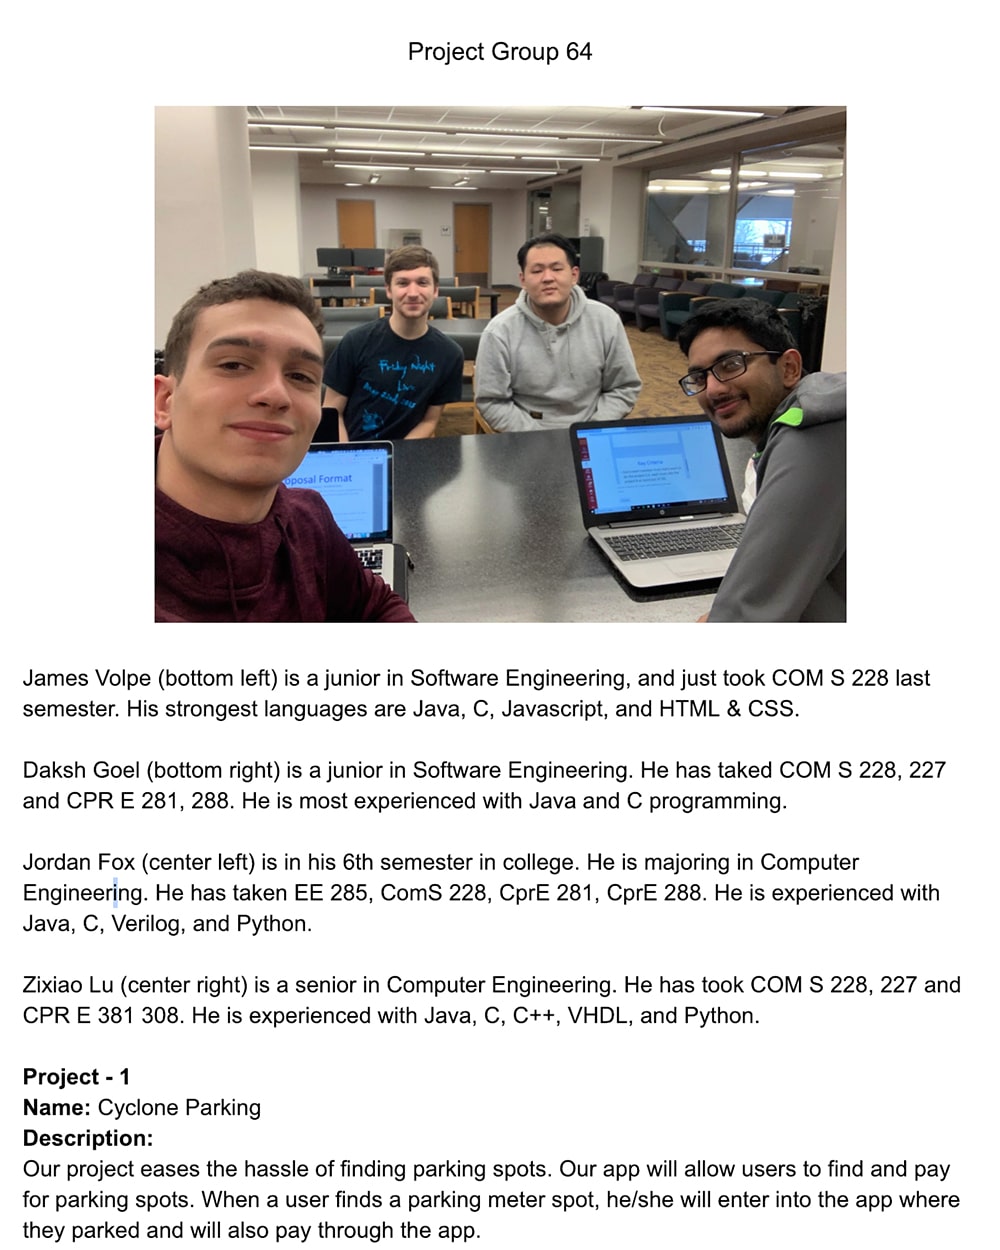 Project Group 64
Friday Night
Live
oposal Format
Key Criteria
James Volpe (bottom left) is a junior in Software Engineering, and just took COM S 228 last
semester. His strongest languages are Java, C, Javascript, and HTML & CSS.
Daksh Goel (bottom right) is a junior in Software Engineering. He has taked COM S 228, 227
and CPR E 281, 288. He is most experienced with Java and C programming.
Jordan Fox (center left) is in his 6th semester in college. He is majoring in Computer
Engineering. He has taken EE 285, ComS 228, CprE 281, CprE 288. He is experienced with
Java, C, Verilog, and Python.
Zixiao Lu (center right) is a senior in Computer Engineering. He has took COM S 228, 227 and
CPR E 381 308. He is experienced with Java, C, C++, VHDL, and Python.
Project - 1
Name: Cyclone Parking
Description:
Our project eases the hassle of finding parking spots. Our app will allow users to find and pay
for parking spots. When a user finds a parking meter spot, he/she will enter into the app where
they parked and will also pay through the app.